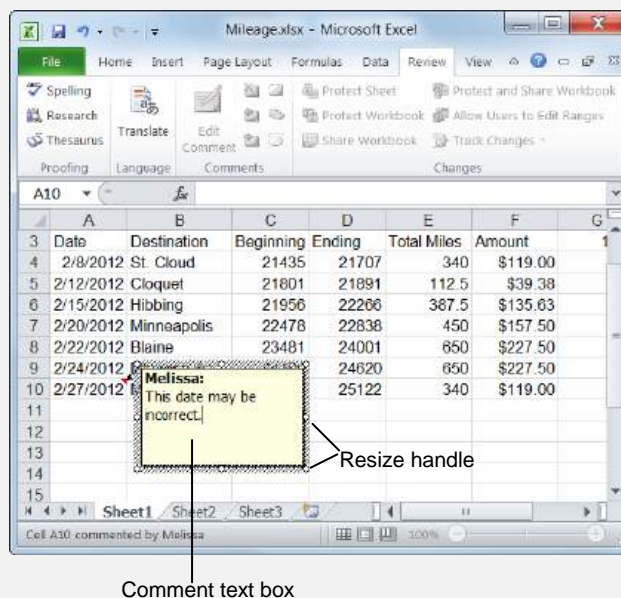 Mileage.xlsx - Microsoft Excel
File Home Insert Page Layout Formulas Data Review View
Spelling
Research
Thesaurus
Proofing
Translate
Language
Edit
Comment
Comments
Protect Sheet
Protect Workbook
Share Workbook
Protect and Share Workbook
Allow Users to Edit Ranges
Track Changes
Changes
A10 fx
A B C D E F G
3 Date Destination Beginning Ending Total Miles Amount 1
4 2/8/2012 St. Cloud 21435 21707 340 $119.00
5 2/12/2012 Cloquet 21801 21891 112.5 $39.38
6 2/15/2012 Hibbing 21956 22266 387.5 $135.63
7 2/20/2012 Minneapolis 22478 22838 450 $157.50
8 2/22/2012 Blaine 23481 24001 650 $227.50
9 2/24/2012 24620 650 $227.50
10 2/27/2012 25122 340 $119.00
Melissa:
This date may be
incorrect.
11
12
13
14
15
Resize handle
Sheet1 Sheet2 Sheet3
Cell A10 commented by Melissa 100%
Comment text box